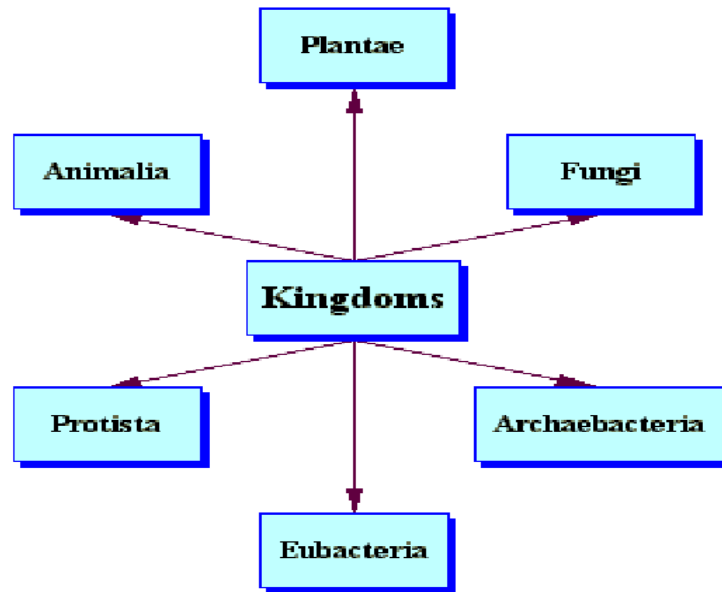 Plantae
Animalia
Fungi
Kingdoms
Protista
Archaebacteria
Eubacteria